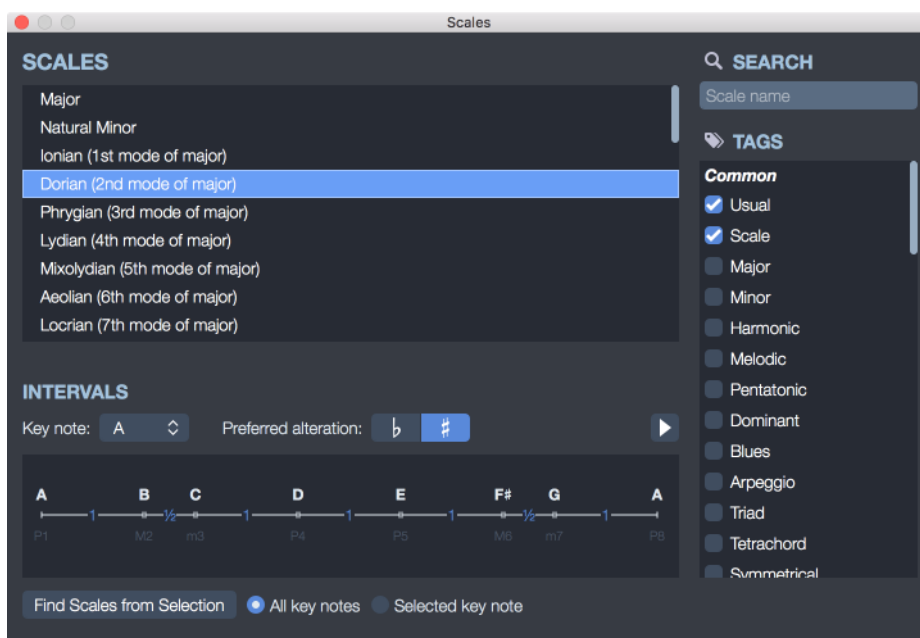 Scales
SCALES
Major
Natural Minor
Ionian (1st mode of major)
Dorian (2nd mode of major)
Phrygian (3rd mode of major)
Lydian (4th mode of major)
Mixolydian (5th mode of major)
Aeolian (6th mode of major)
Locrian (7th mode of major)
INTERVALS
Key note: A Preferred alteration: ♭ ♯
A B C D E F# G A
1 ½ 1 1 1 ½ 1
P1 M2 m3 P4 P5 M6 m7 P8
Find Scales from Selection All key notes Selected key note
SEARCH
Scale name
TAGS
Common
Usual
Scale
Major
Minor
Harmonic
Melodic
Pentatonic
Dominant
Blues
Arpeggio
Triad
Tetrachord
Symmetrical